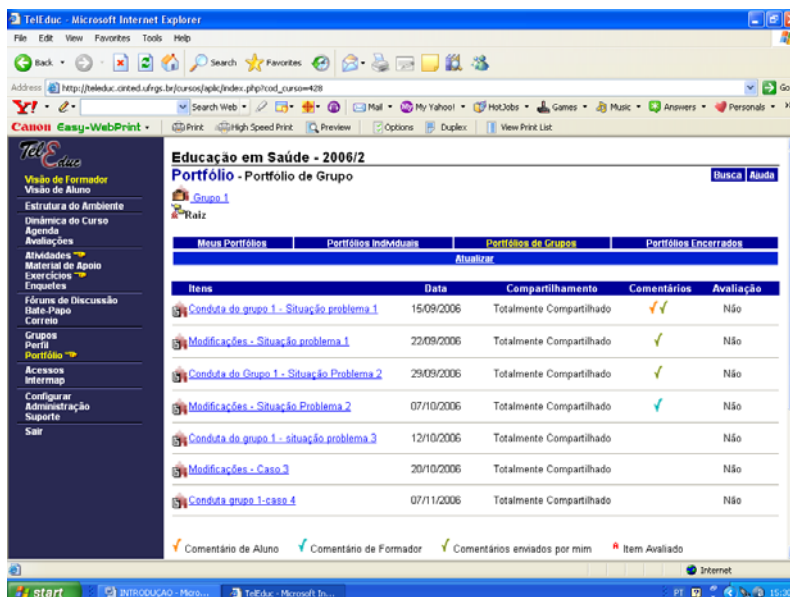 TelEduc - Microsoft Internet Explorer
File Edit View Favorites Tools Help
Back Search Favorites
Address http://teleduc.cinted.ufrgs.br/cursos/aplic/index.php?cod_curso=428 Go
Y! Search Web Mail My Yahoo! HotJobs Games Music Answers Personals
Canon Easy-WebPrint Print High Speed Print Preview Options Duplex View Print List
TelEduc
Visão de Formador
Visão de Aluno
Estrutura do Ambiente
Dinâmica do Curso
Agenda
Avaliações
Atividades
Material de Apoio
Exercícios
Enquetes
Fóruns de Discussão
Bate-Papo
Correio
Grupos
Perfil
Portfólio
Acessos
Intermap
Configurar
Administração
Suporte
Sair
Educação em Saúde - 2006/2
Portfólio - Portfólio de Grupo
Busca Ajuda
Grupo 1
Raiz
Meus Portfólios Portfólios Individuais Portfólios de Grupos Portfólios Encerrados
Atualizar
Itens Data Compartilhamento Comentários Avaliação
Conduta do grupo 1 - Situação problema 1 15/09/2006 Totalmente Compartilhado Não
Modificações - Situação problema 1 22/09/2006 Totalmente Compartilhado Não
Conduta do Grupo 1 - Situação Problema 2 29/09/2006 Totalmente Compartilhado Não
Modificações - Situação Problema 2 07/10/2006 Totalmente Compartilhado Não
Conduta do grupo 1 - situação problema 3 12/10/2006 Totalmente Compartilhado Não
Modificações - Caso 3 20/10/2006 Totalmente Compartilhado Não
Conduta grupo 1-caso 4 07/11/2006 Totalmente Compartilhado Não
Comentário de Aluno Comentário de Formador Comentários enviados por mim Item Avaliado
Internet
start INTRODUCAO - Micro... TelEduc - Microsoft In... PT